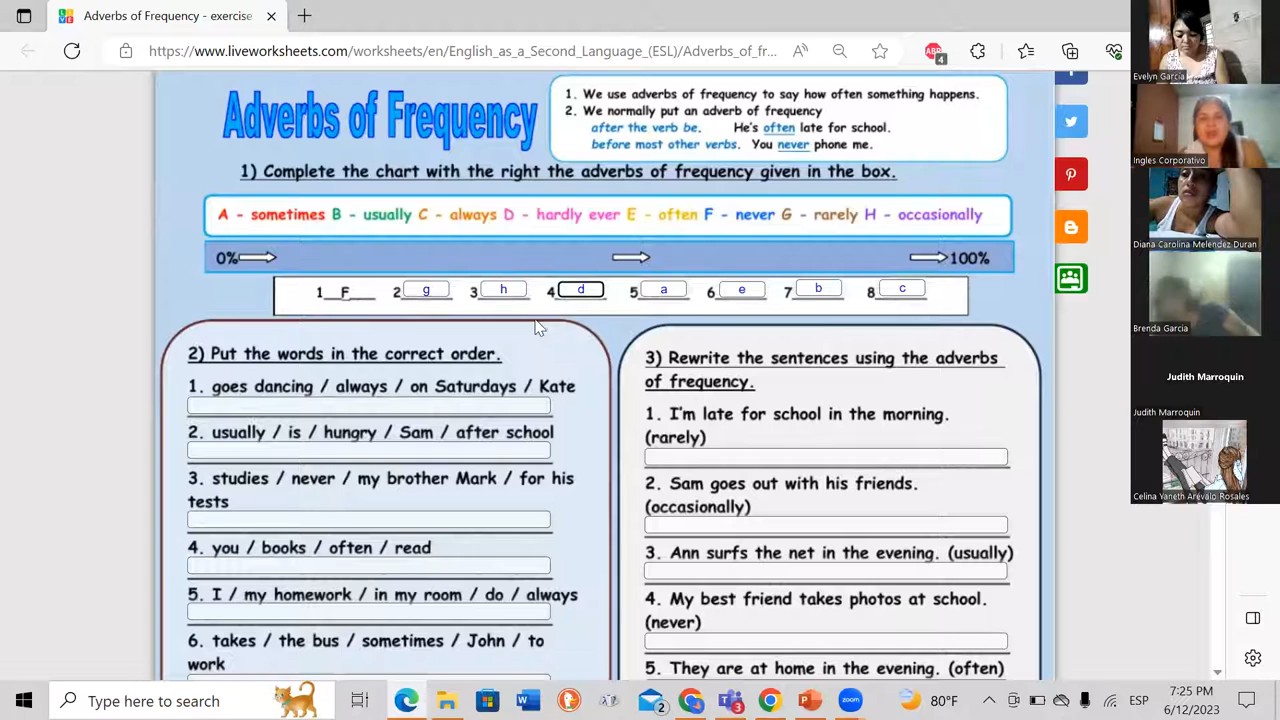 Adverbs of Frequency - exercise
https://www.liveworksheets.com/worksheets/en/English_as_a_Second_Language_(ESL)/Adverbs_of_fr...
4
Adverbs of Frequency
1. We use adverbs of frequency to say how often something happens.
2. We normally put an adverb of frequency
after the verb be. He's often late for school.
before most other verbs. You never phone me.
1) Complete the chart with the right the adverbs of frequency given in the box.
A - sometimes B - usually C - always D - hardly ever E - often F - never G - rarely H - occasionally
0% 100%
1__F___ 2 g 3 h 4 d 5 a 6 e 7 b 8 c
2) Put the words in the correct order.
1. goes dancing / always / on Saturdays / Kate
2. usually / is / hungry / Sam / after school
3. studies / never / my brother Mark / for his
tests
4. you / books / often / read
5. I / my homework / in my room / do / always
6. takes / the bus / sometimes / John / to
work
3) Rewrite the sentences using the adverbs
of frequency.
1. I'm late for school in the morning.
(rarely)
2. Sam goes out with his friends.
(occasionally)
3. Ann surfs the net in the evening. (usually)
4. My best friend takes photos at school.
(never)
5. They are at home in the evening. (often)
Evelyn Garcia
Ingles Corporativo
Diana Carolina Melendez Duran
Brenda Garcia
Judith Marroquin
Judith Marroquin
Celina Yaneth Arévalo Rosales
Type here to search
2
3
zoom
80°F
ESP
7:25 PM
6/12/2023